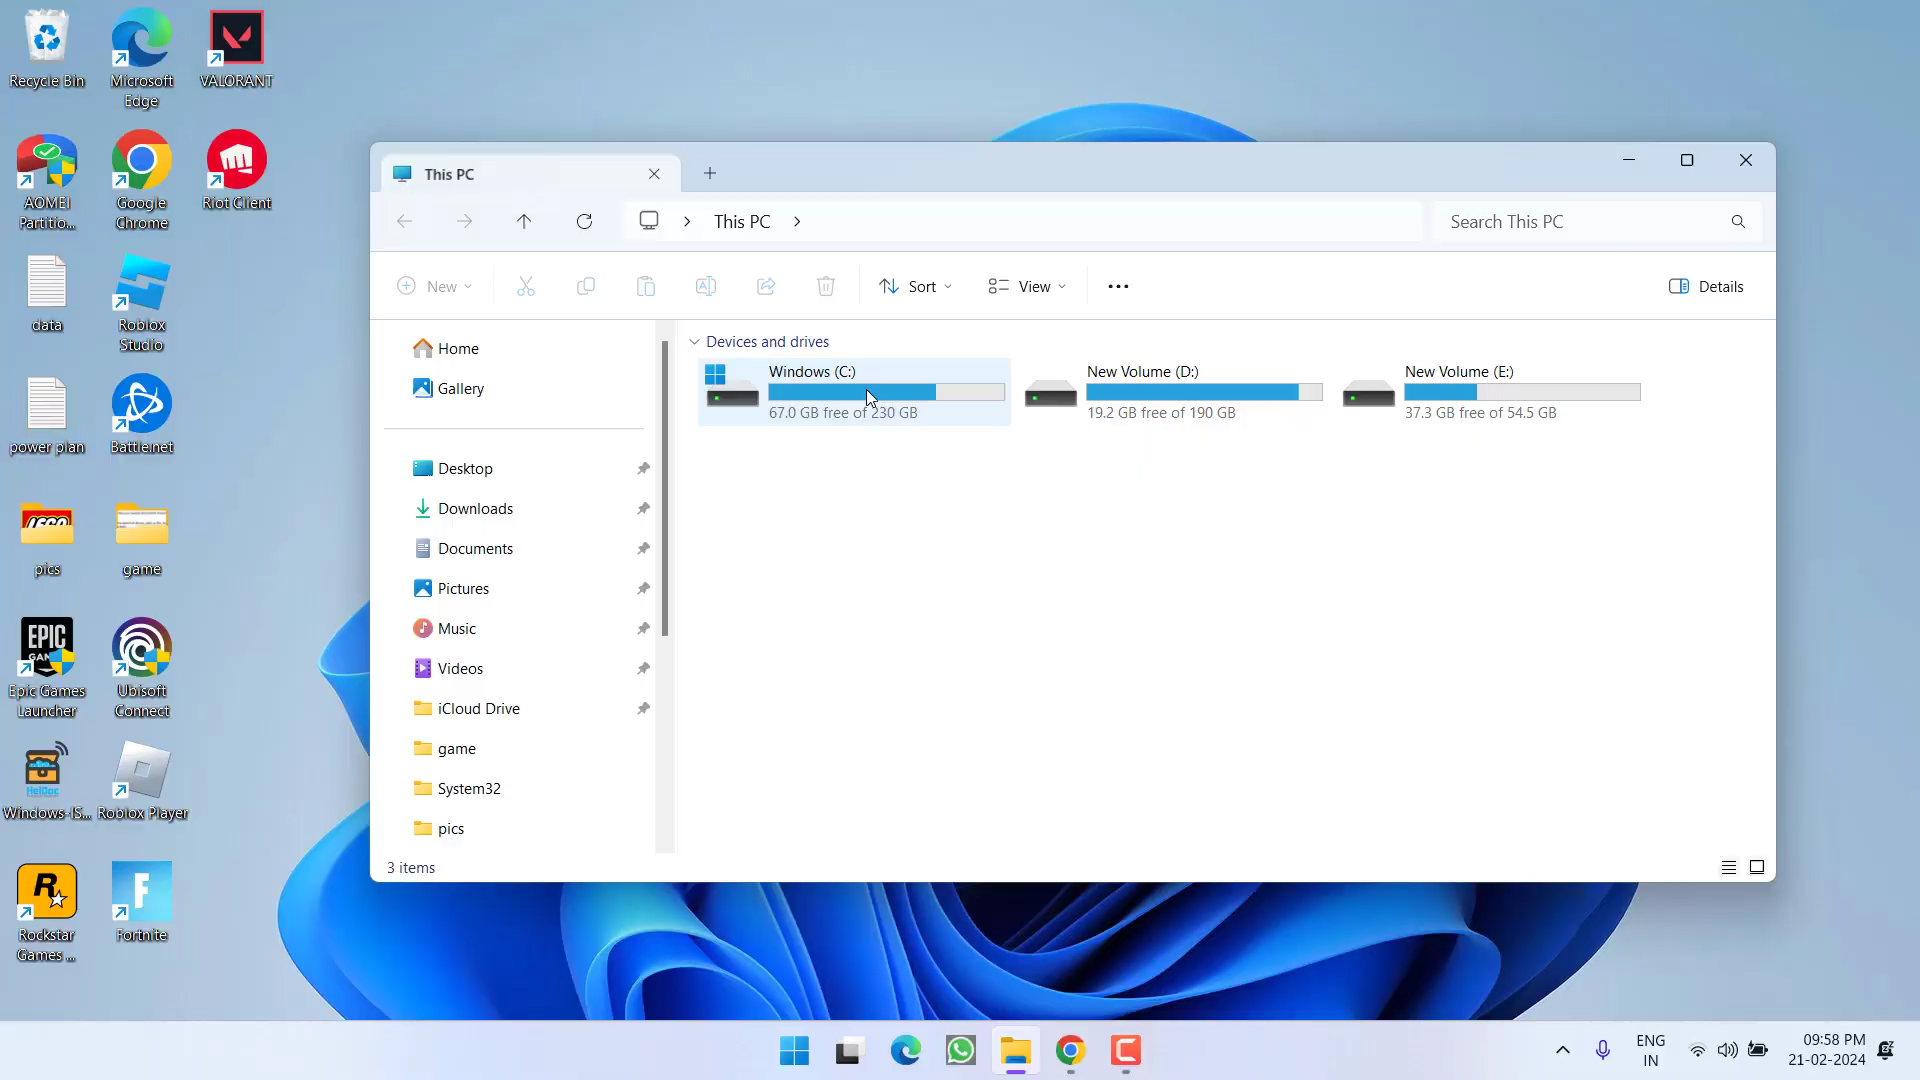 Recycle Bin
Microsoft
Edge
VALORANT
AOMEI
Partitio...
Google
Chrome
Riot Client
data
Roblox
Studio
power plan
Battle.net
LEGO
pics
game
EPIC
Epic Games
Launcher
Ubisoft
Connect
HeiDoc
Windows-IS...
Roblox Player
Rockstar
Games ...
Fortnite
This PC
This PC
Search This PC
New
Sort
View
Details
Home
Gallery
Desktop
Downloads
Documents
Pictures
Music
Videos
iCloud Drive
game
System32
pics
Devices and drives
Windows (C:)
67.0 GB free of 230 GB
New Volume (D:)
19.2 GB free of 190 GB
New Volume (E:)
37.3 GB free of 54.5 GB
3 items
ENG
IN
09:58 PM
21-02-2024